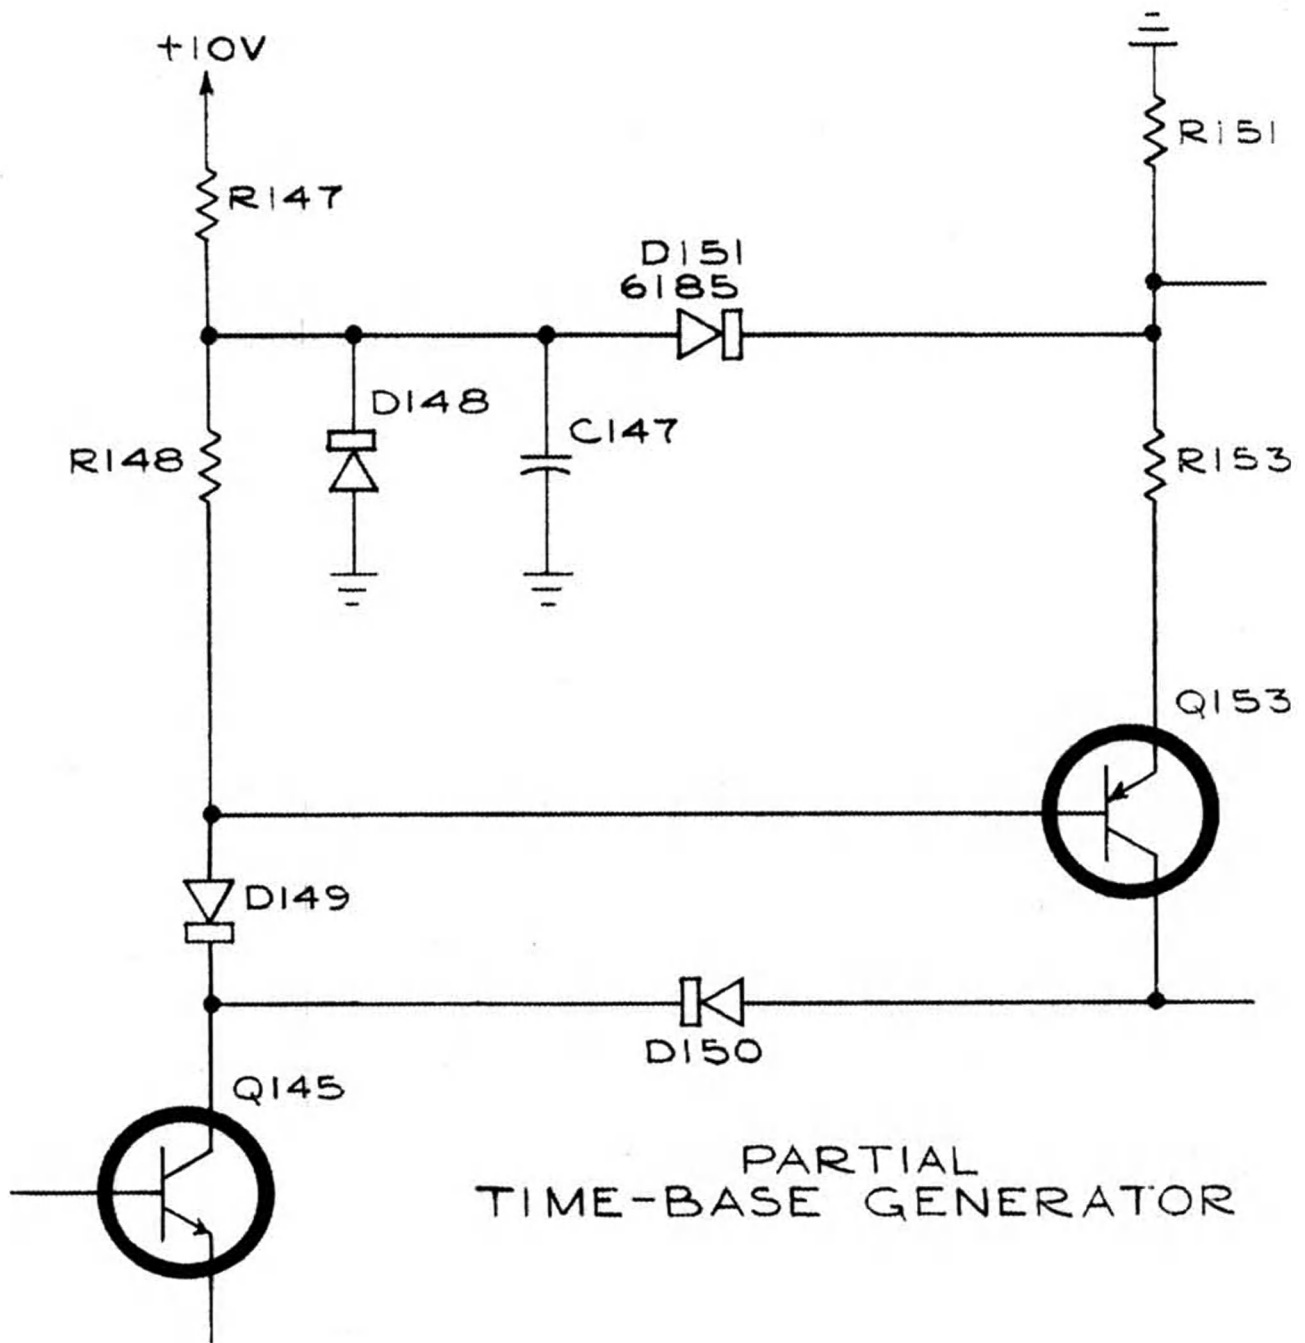 +10V
R151
R147
D151
6185
D148
C147
R148
R153
Q153
D149
D150
Q145
PARTIAL
TIME-BASE GENERATOR